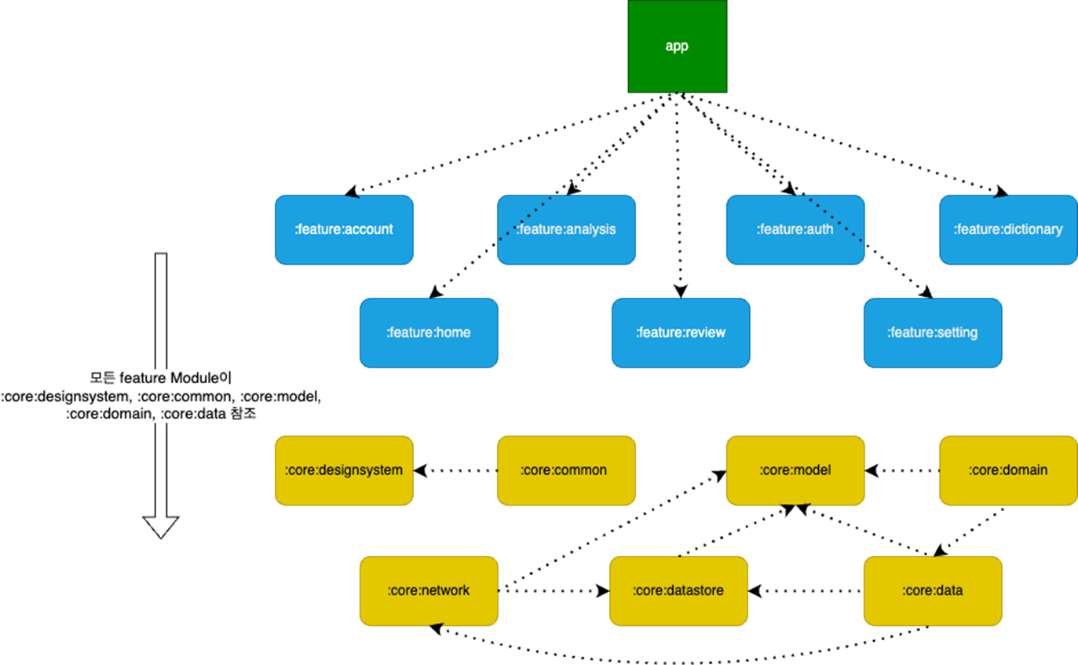 app
:feature:account
:feature:analysis
:feature:auth
:feature:dictionary
:feature:home
:feature:review
:feature:setting
모든 feature Module이
:core:designsystem, :core:common, :core:model,
:core:domain, :core:data 참조
:core:designsystem
:core:common
:core:model
:core:domain
:core:network
:core:datastore
:core:data